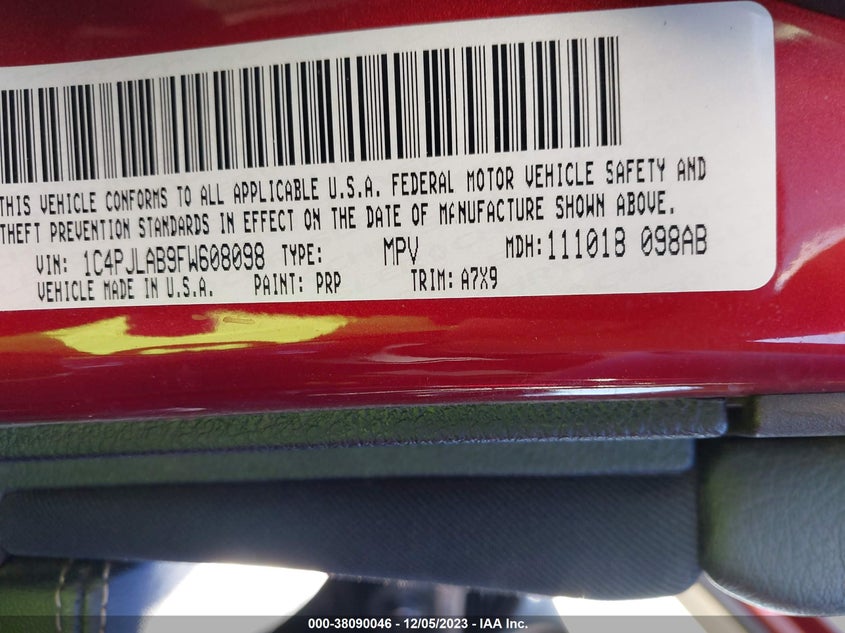 THIS VEHICLE CONFORMS TO ALL APPLICABLE U.S.A. FEDERAL MOTOR VEHICLE SAFETY AND
THEFT PREVENTION STANDARDS IN EFFECT ON THE DATE OF MANUFACTURE SHOWN ABOVE.
VIN: 1C4PJLAB9FW608098 TYPE: MPV MDH: 111018 098AB
VEHICLE MADE IN U.S.A. PAINT: PRP TRIM: A7X9
000-38090046 - 12/05/2023 - IAA Inc.